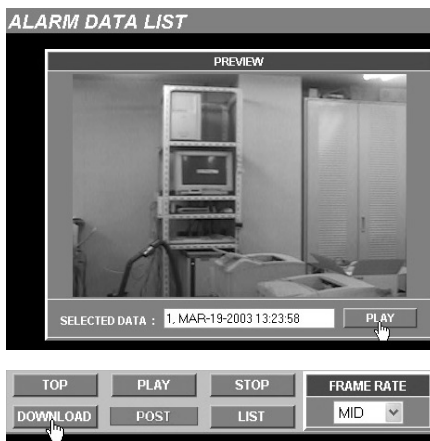 ALARM DATA LIST
PREVIEW
SELECTED DATA : 1, MAR-19-2003 13:23:58 PLAY
TOP PLAY STOP FRAME RATE
DOWNLOAD POST LIST MID